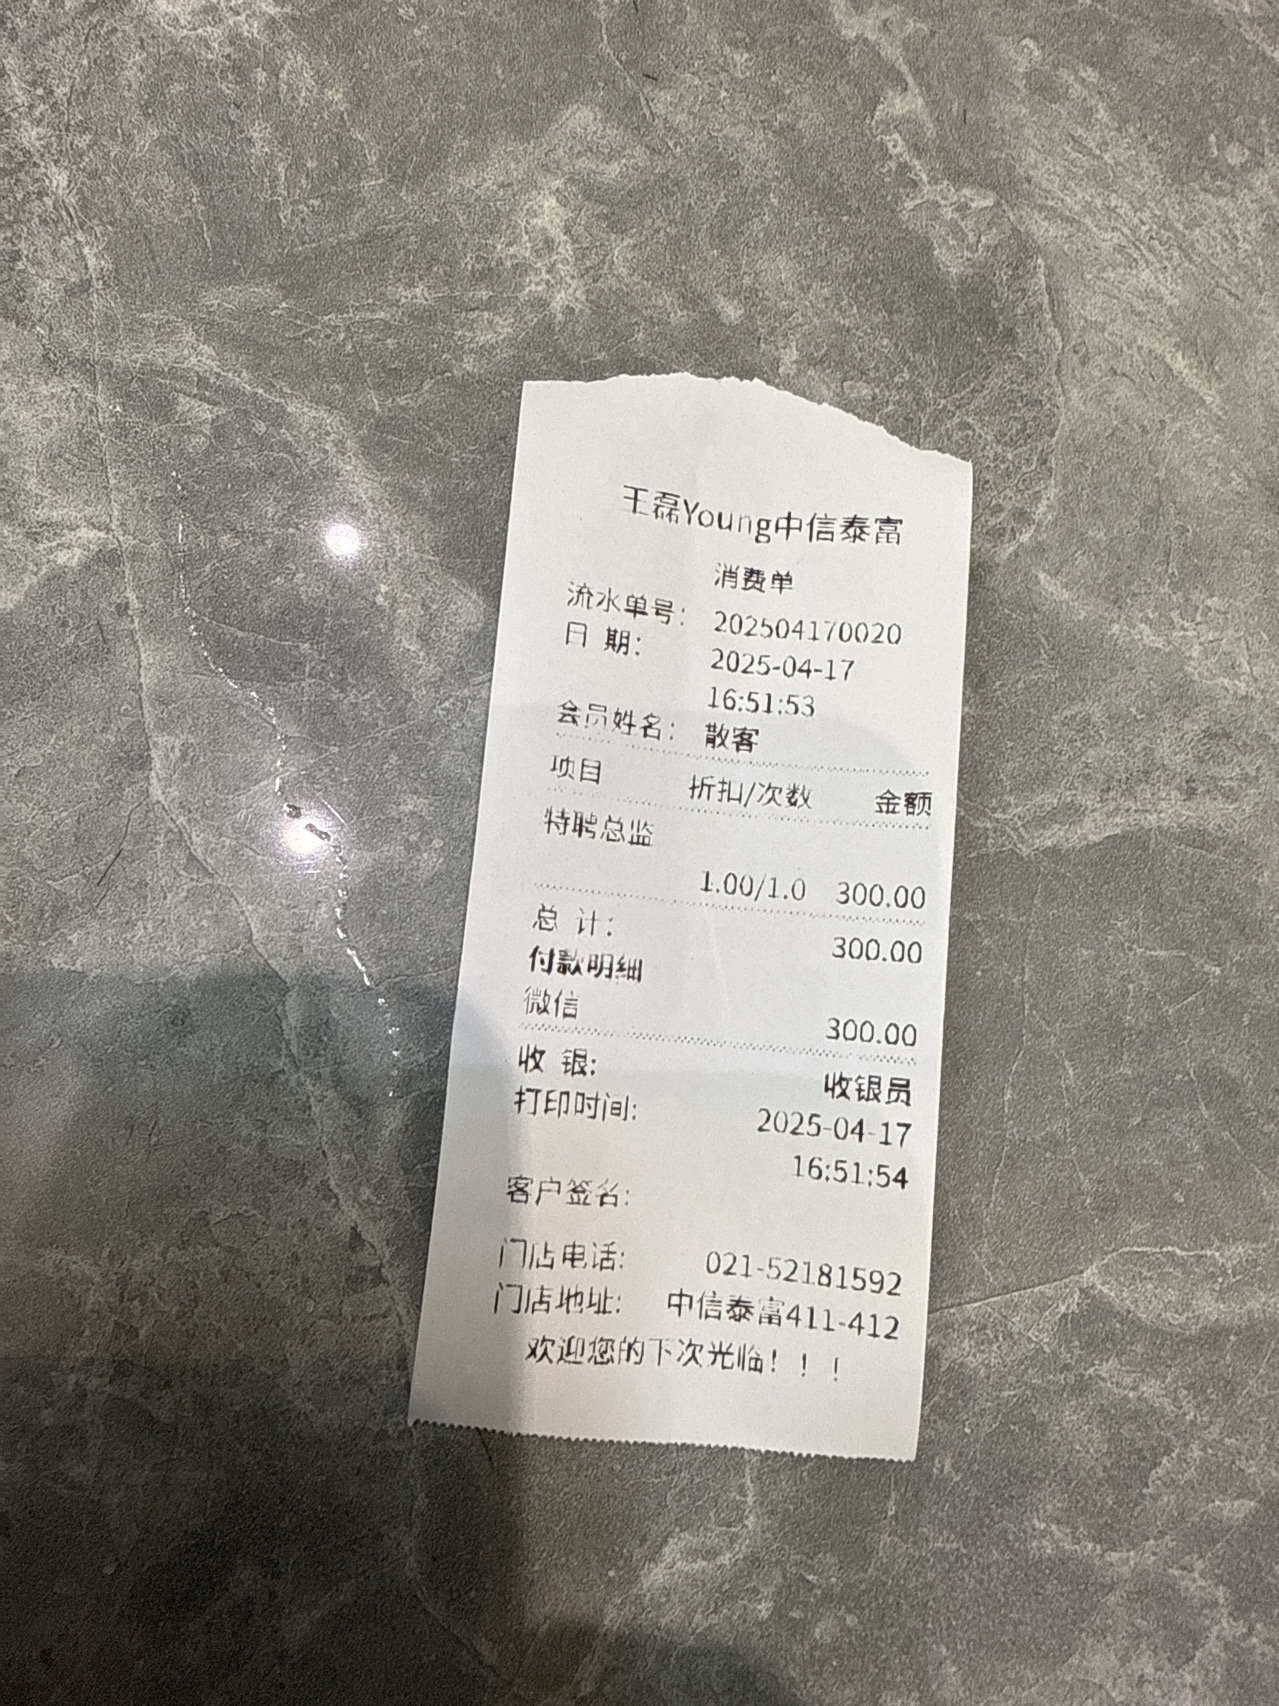 王磊Young中信泰富
消费单
流水单号: 202504170020
日 期: 2025-04-17
16:51:53
会员姓名: 散客
项目 折扣/次数 金额
特聘总监
1.00/1.0 300.00
总 计: 300.00
付款明细
微信 300.00
收 银: 收银员
打印时间: 2025-04-17
16:51:54
客户签名:
门店电话: 021-52181592
门店地址: 中信泰富411-412
欢迎您的下次光临！！！